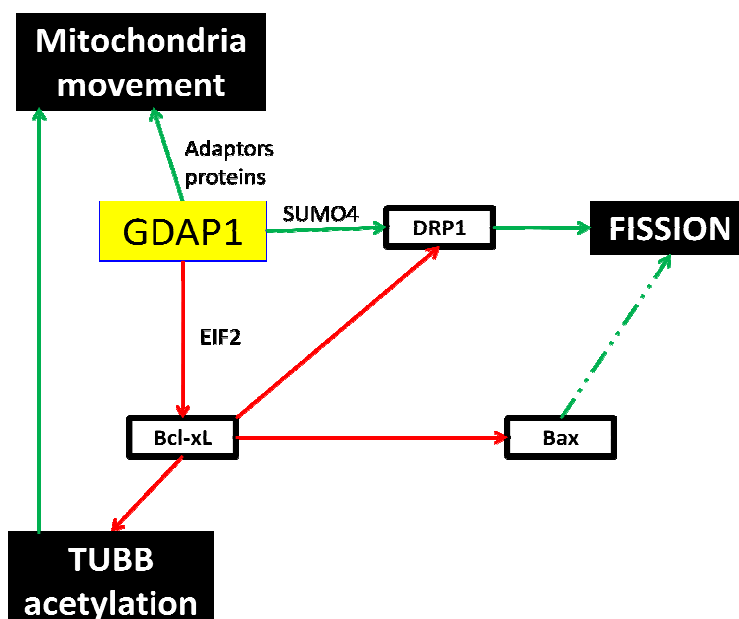 Mitochondria
movement
Adaptors
proteins
GDAP1
SUMO4
DRP1
FISSION
EIF2
Bcl-xL
Bax
TUBB
acetylation